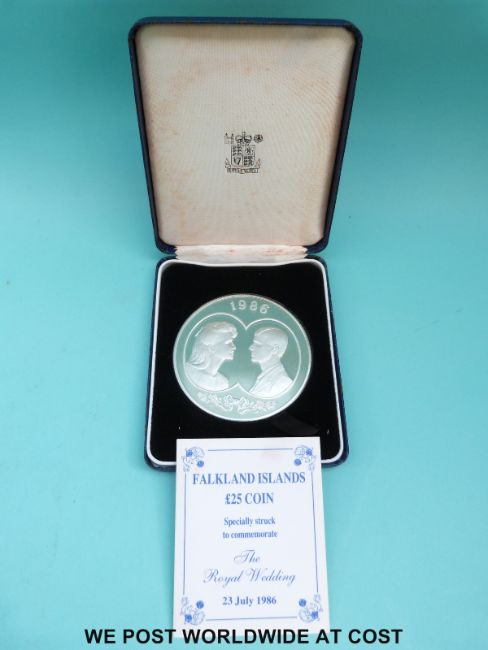 1986
FALKLAND ISLANDS
£25 COIN
Specially struck
to commemorate
The
Royal Wedding
23 July 1986
WE POST WORLDWIDE AT COST